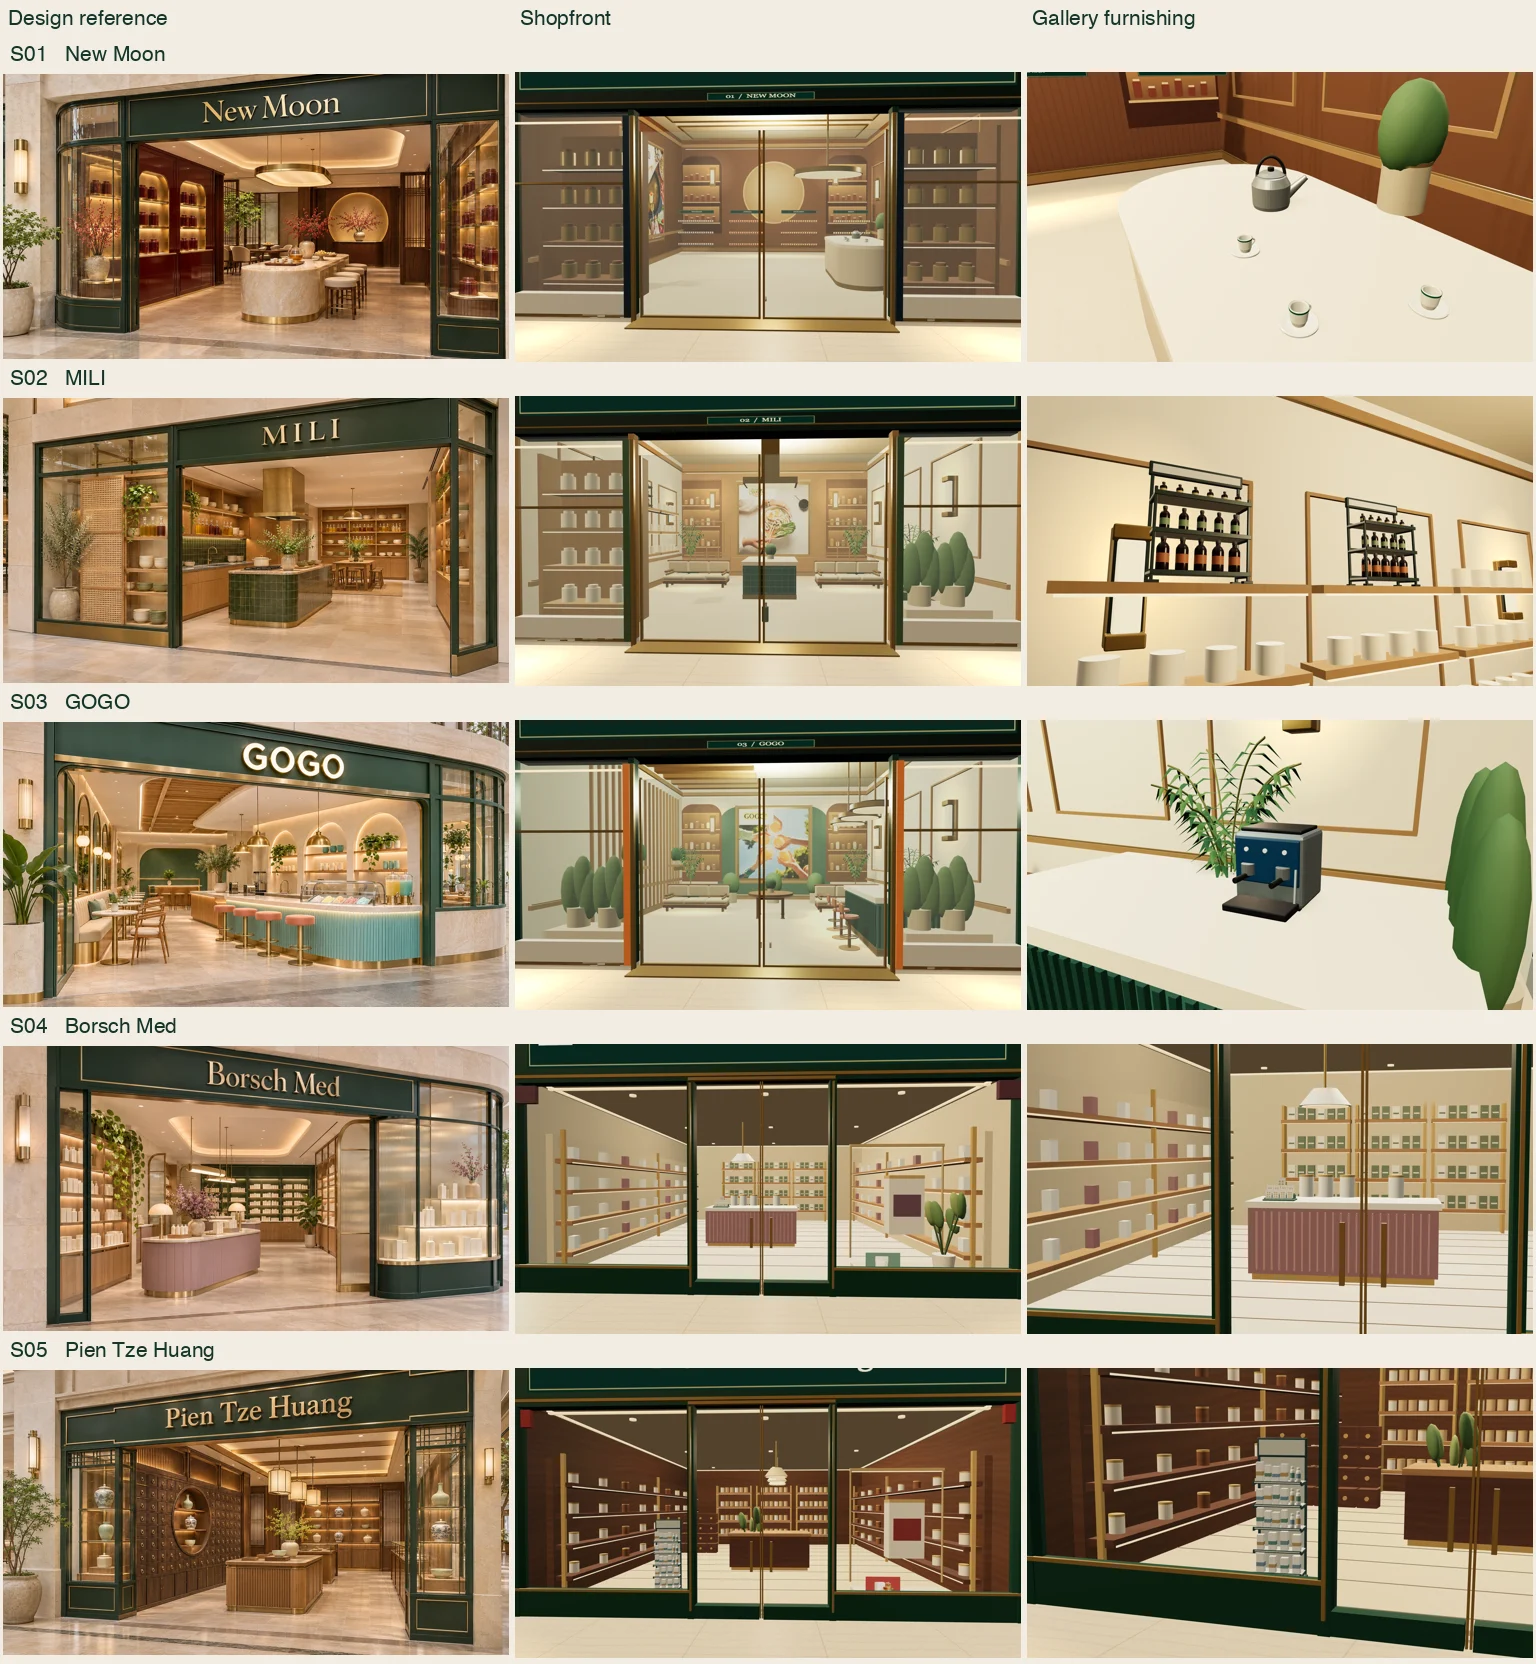 Design reference
Shopfront
Gallery furnishing
S01 New Moon
New Moon
01 / NEW MOON
S02 MILI
MILI
02 / MILI
S03 GOGO
GOGO
03 / GOGO
GOGO
S04 Borsch Med
Borsch Med
S05 Pien Tze Huang
Pien Tze Huang